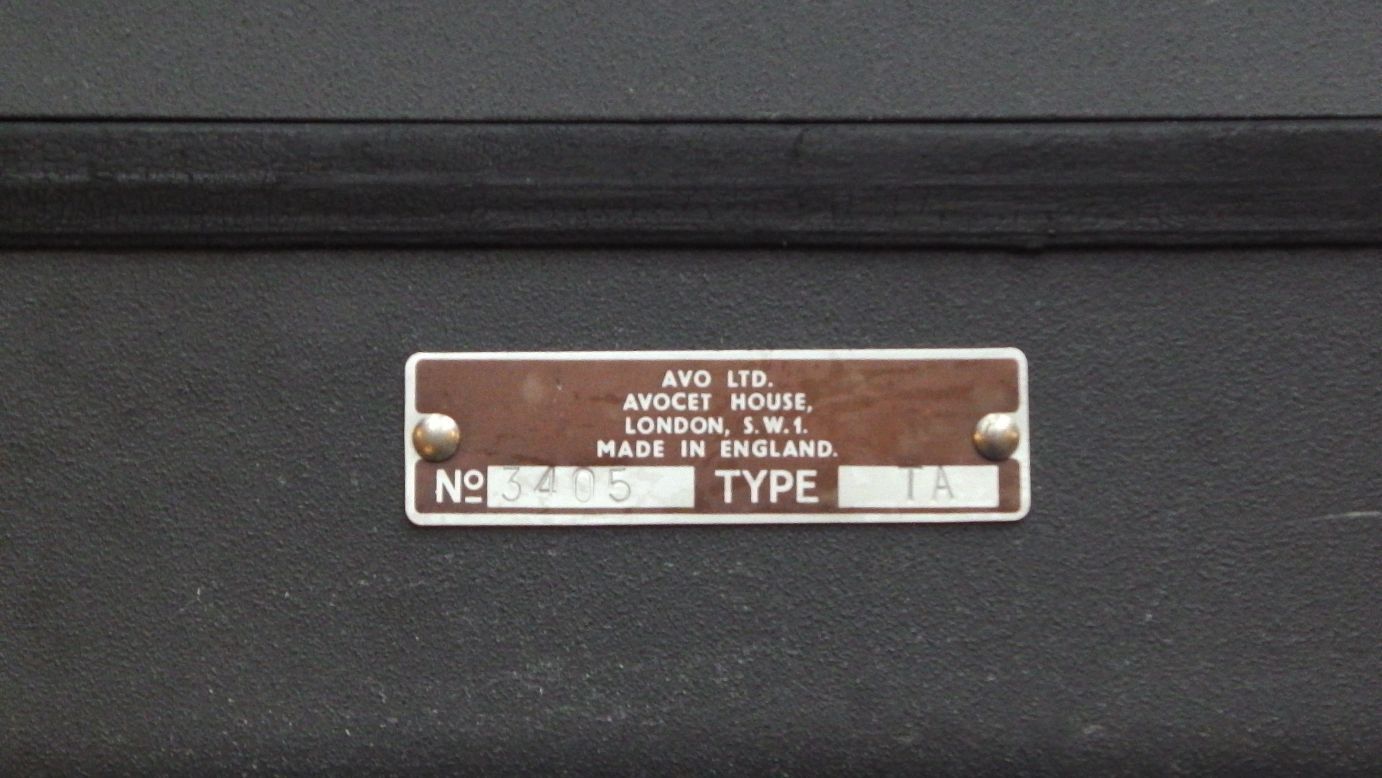 AVO LTD.
AVOCET HOUSE,
LONDON, S.W.1.
MADE IN ENGLAND.
Nº 3405 TYPE TA